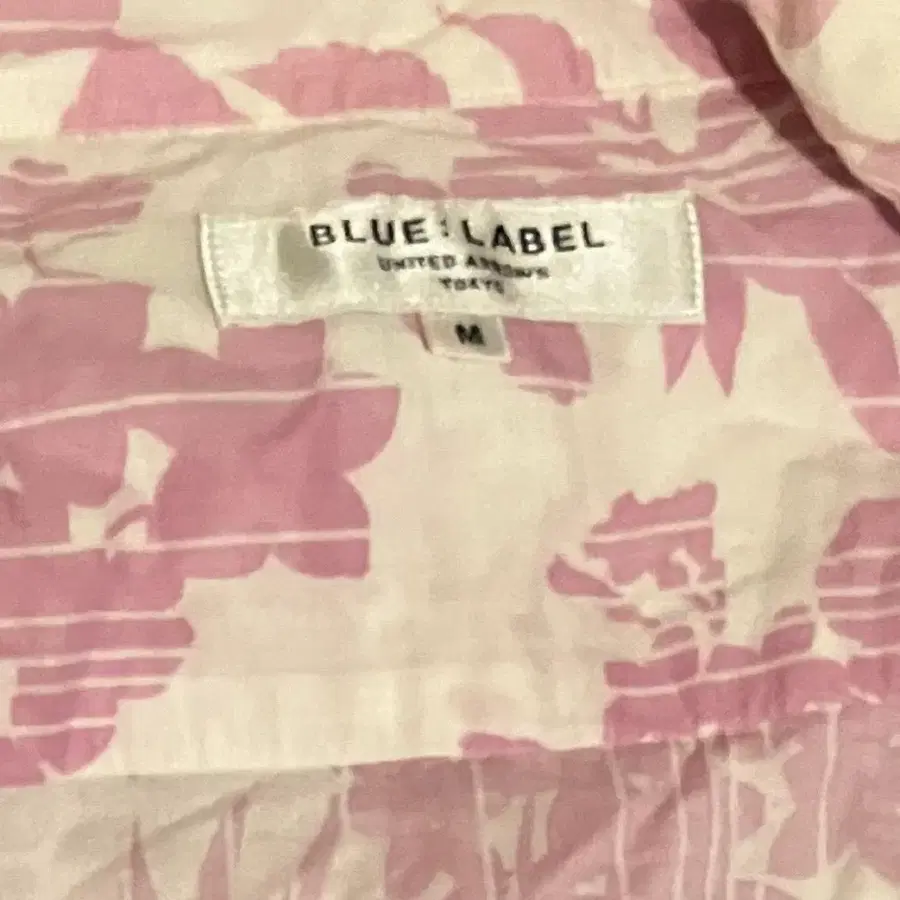 BLUE : LABEL
UNITED ARROWS
TOKYO
M